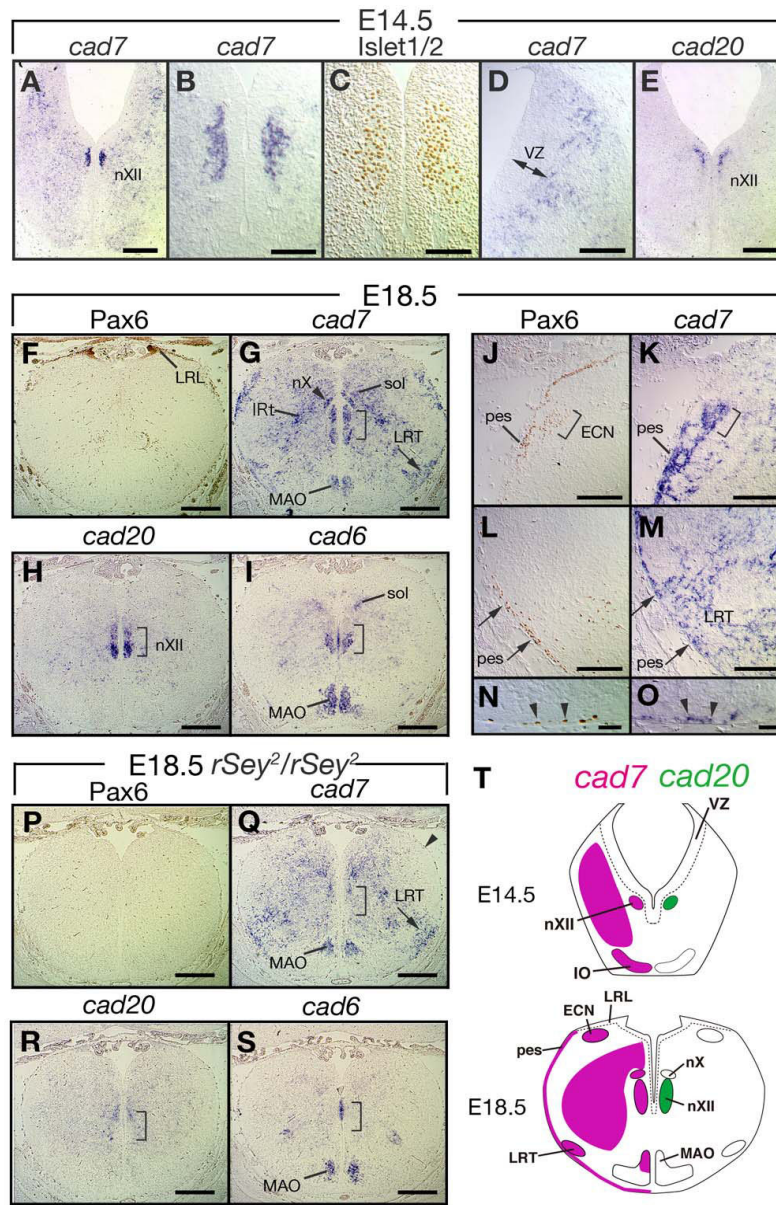 E14.5
cad7 cad7 Islet1/2 cad7 cad20
A B C D E
VZ
nXII nXII
E18.5
Pax6 cad7 Pax6 cad7
F G J K
LRL nX sol
IRt pes ECN pes
LRT
MAO
cad20 cad6 L M
H I
sol
nXII LRT
pes pes
MAO N O
E18.5 rSey²/rSey²
Pax6 cad7 T cad7 cad20
P Q VZ
LRT E14.5
nXII
MAO
IO
cad20 cad6 ECN LRL
R S pes
nX
E18.5 nXII
MAO LRT MAO